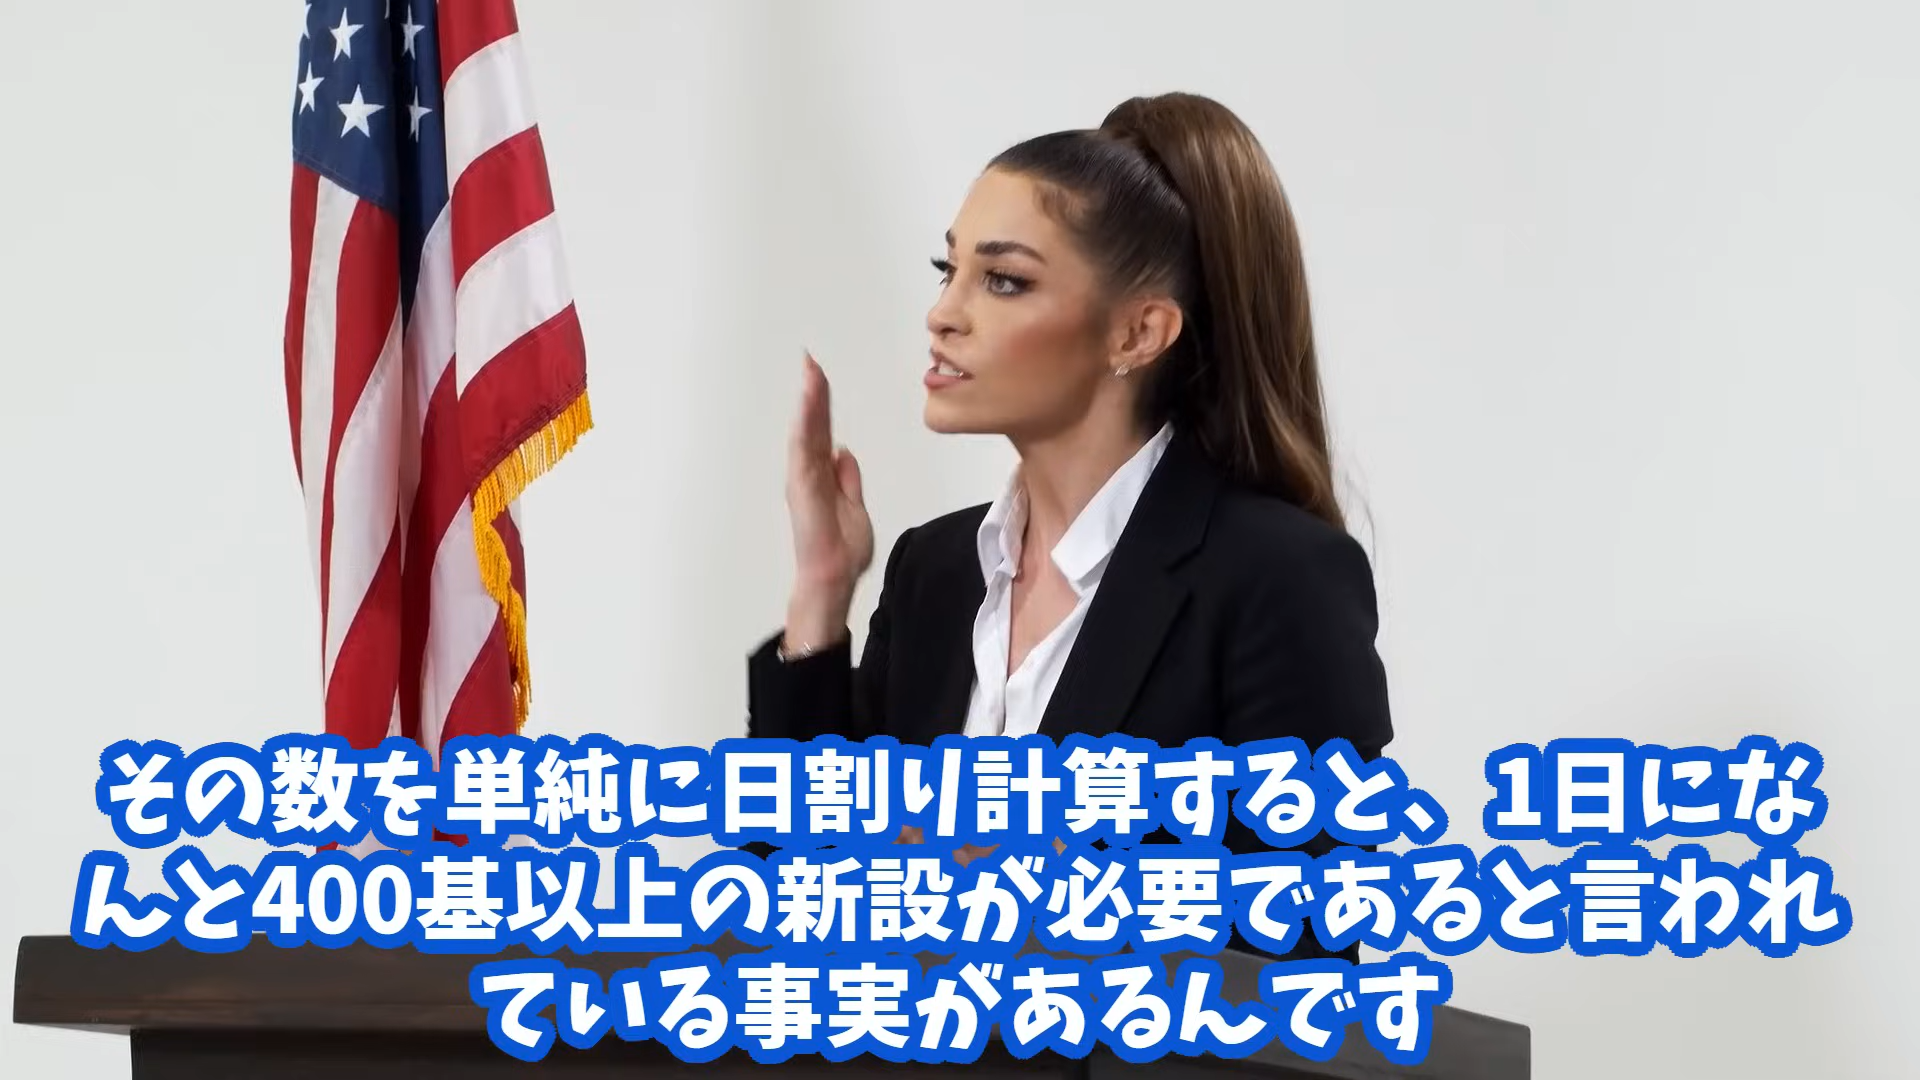 その数を単純に日割り計算すると、1日にな
んと400基以上の新設が必要であると言われ
ている事実があるんです